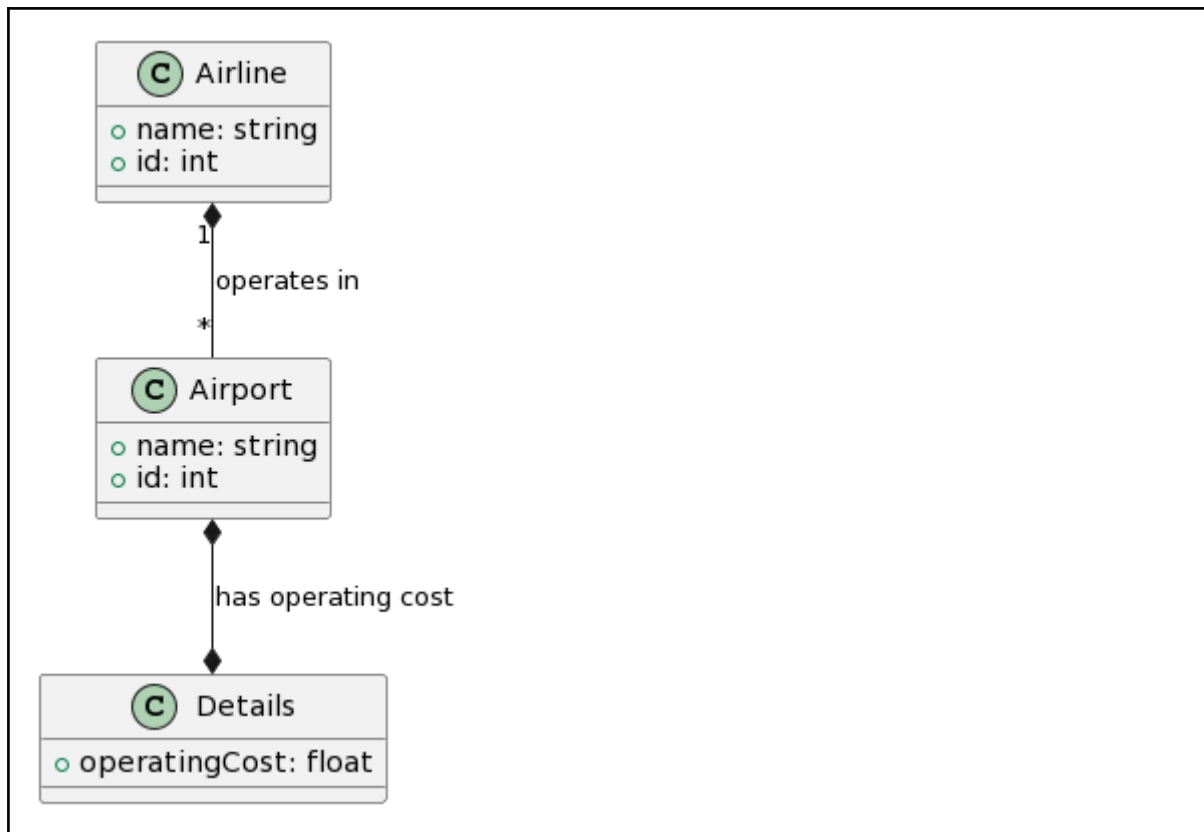 C Airline
name: string
id: int
1
operates in
*
C Airport
name: string
id: int
has operating cost
C Details
operatingCost: float